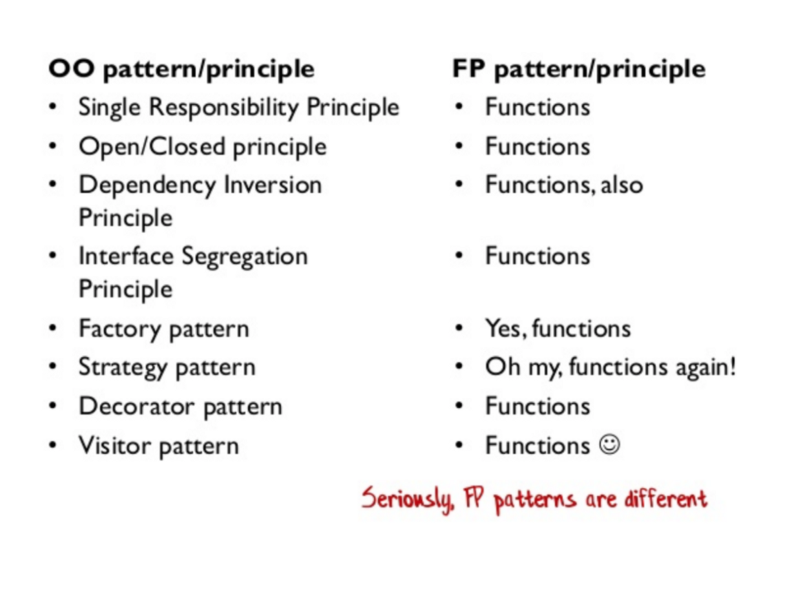 OO pattern/principle
• Single Responsibility Principle
• Open/Closed principle
• Dependency Inversion
Principle
• Interface Segregation
Principle
• Factory pattern
• Strategy pattern
• Decorator pattern
• Visitor pattern
FP pattern/principle
• Functions
• Functions
• Functions, also
• Functions
• Yes, functions
• Oh my, functions again!
• Functions
• Functions ☺
Seriously, FP patterns are different